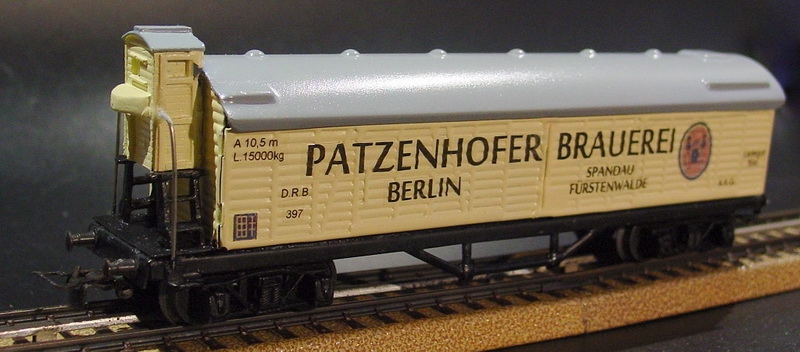 A 10,5 m
L.15000kg
PATZENHOFER BRAUEREI
BERLIN
SPANDAU
FÜRSTENWALDE
D.R.B
397